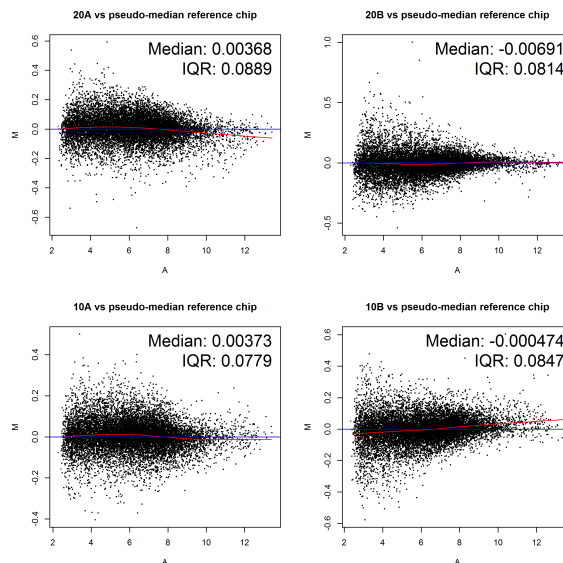 20A vs pseudo-median reference chip
Median: 0.00368
IQR: 0.0889
M
0.6
0.4
0.2
0.0
-0.2
-0.4
-0.6
2 4 6 8 10 12
A
20B vs pseudo-median reference chip
Median: -0.00691
IQR: 0.0814
M
1.0
0.5
0.0
-0.5
2 4 6 8 10 12
A
10A vs pseudo-median reference chip
Median: 0.00373
IQR: 0.0779
M
0.4
0.2
0.0
-0.2
-0.4
2 4 6 8 10 12
A
10B vs pseudo-median reference chip
Median: -0.000474
IQR: 0.0847
M
0.6
0.4
0.2
0.0
-0.2
-0.4
-0.6
2 4 6 8 10 12
A